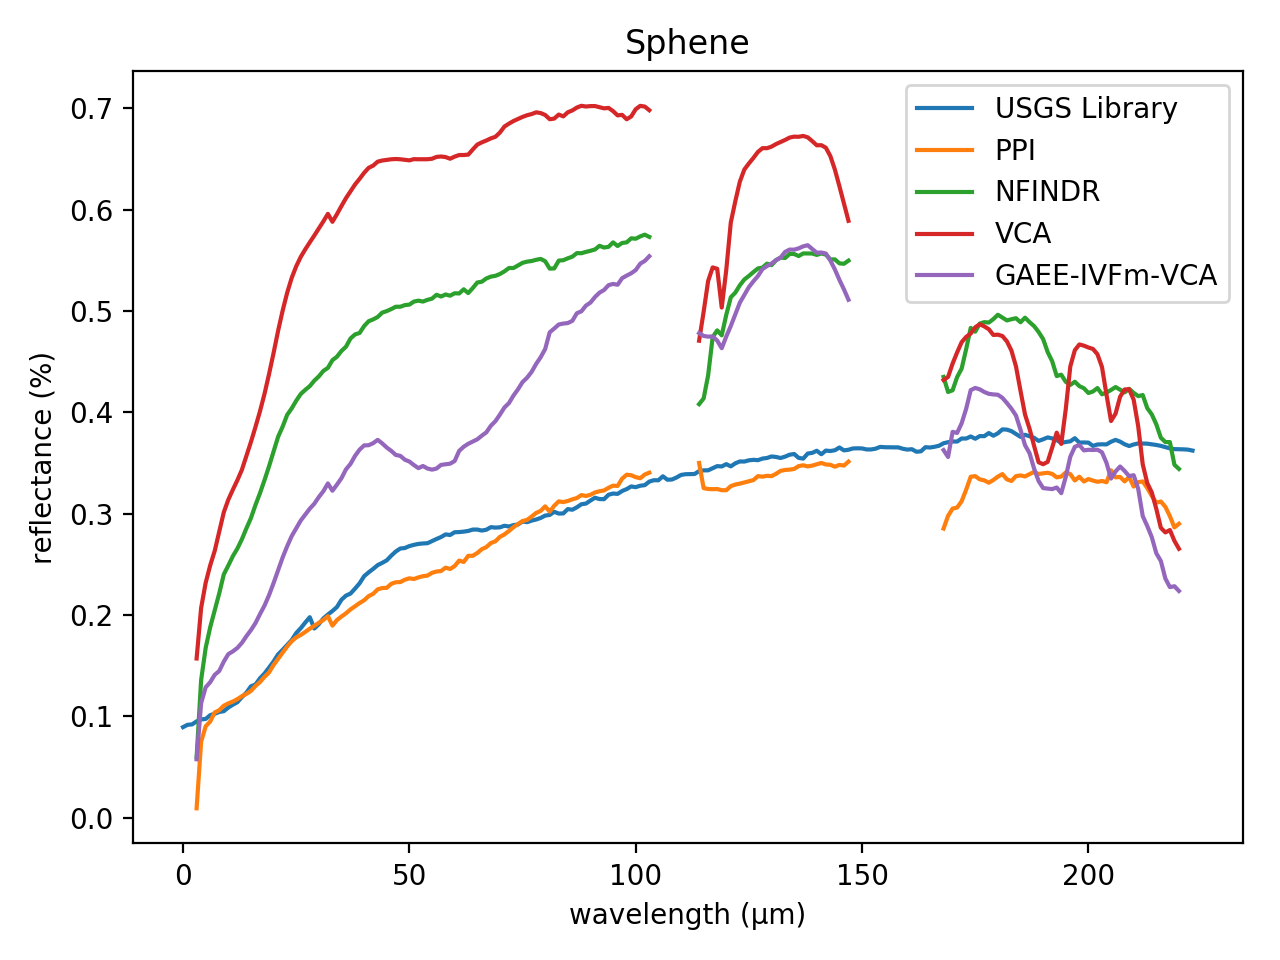 Sphene
0.7
0.6
0.5
0.4
0.3
0.2
0.1
0.0
reflectance (%)
0
50
100
150
200
wavelength (μm)
USGS Library
PPI
NFINDR
VCA
GAEE-IVFm-VCA